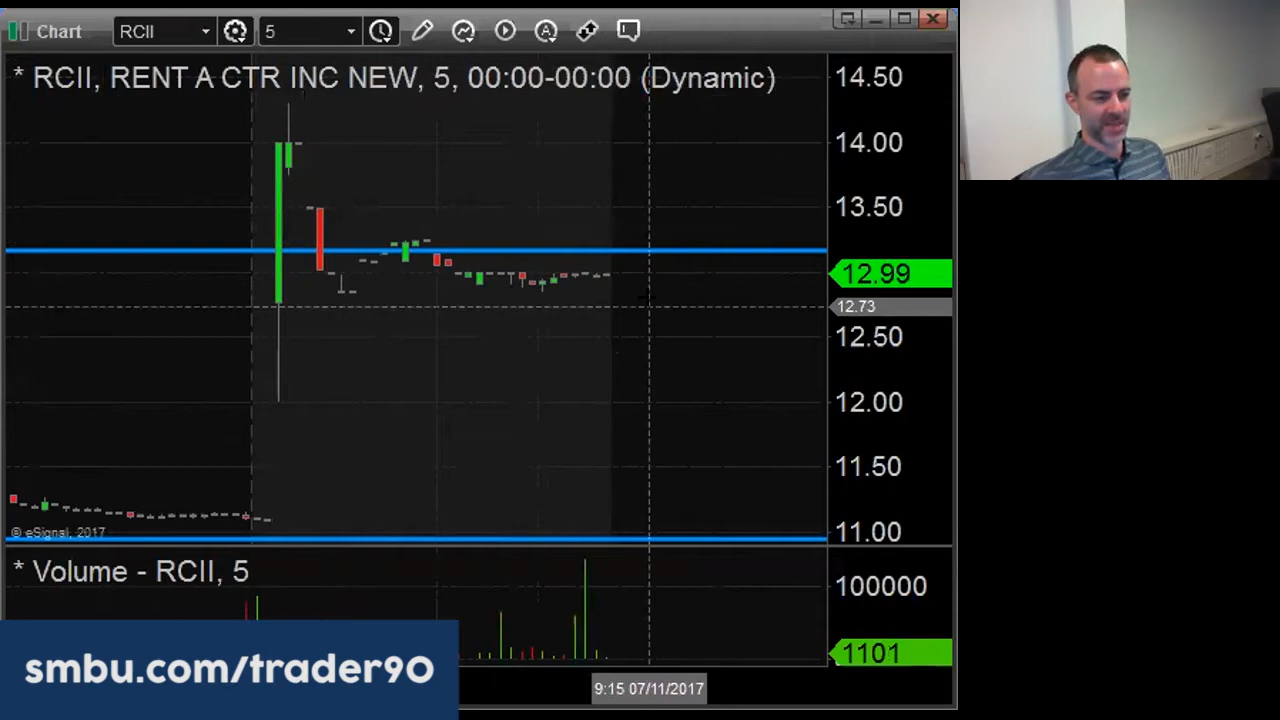 Chart
RCII
5
* RCII, RENT A CTR INC NEW, 5, 00:00-00:00 (Dynamic)
14.50
14.00
13.50
12.99
12.73
12.50
12.00
11.50
11.00
© eSignal, 2017
* Volume - RCII, 5
100000
1101
smbu.com/trader90
9:15 07/11/2017